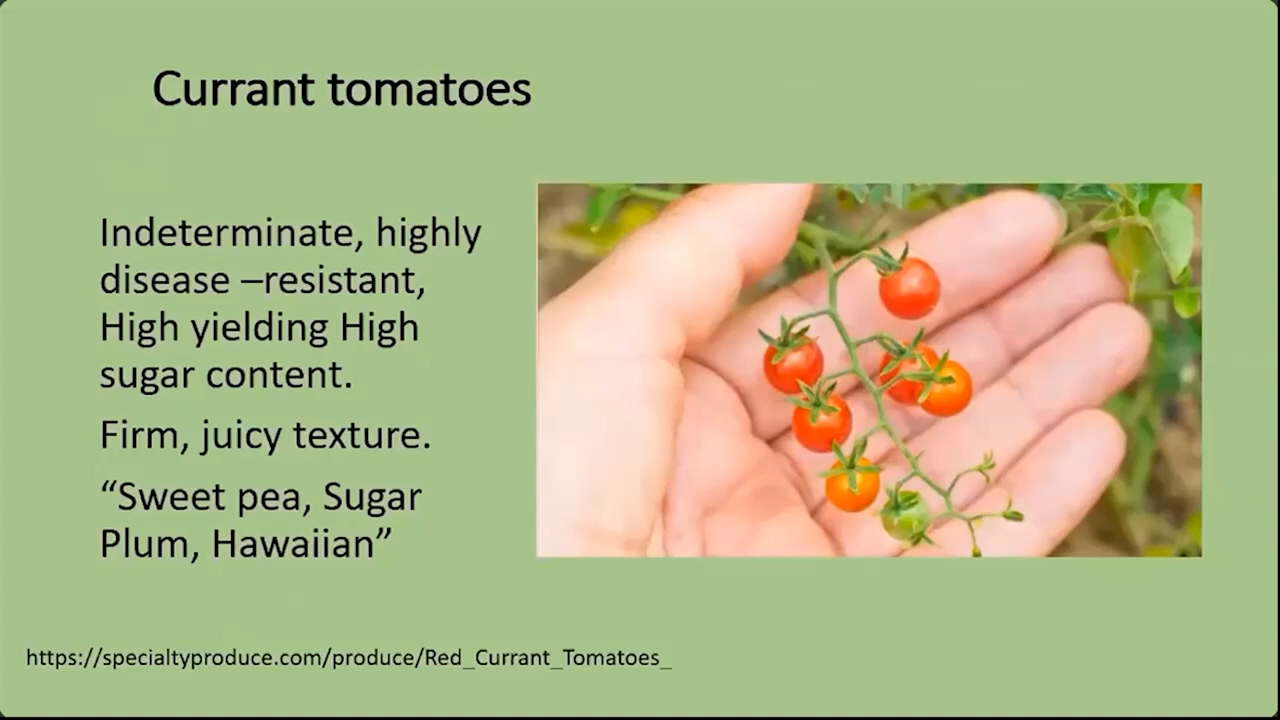 Currant tomatoes
Indeterminate, highly
disease –resistant,
High yielding High
sugar content.
Firm, juicy texture.
“Sweet pea, Sugar
Plum, Hawaiian”
https://specialtyproduce.com/produce/Red_Currant_Tomatoes_